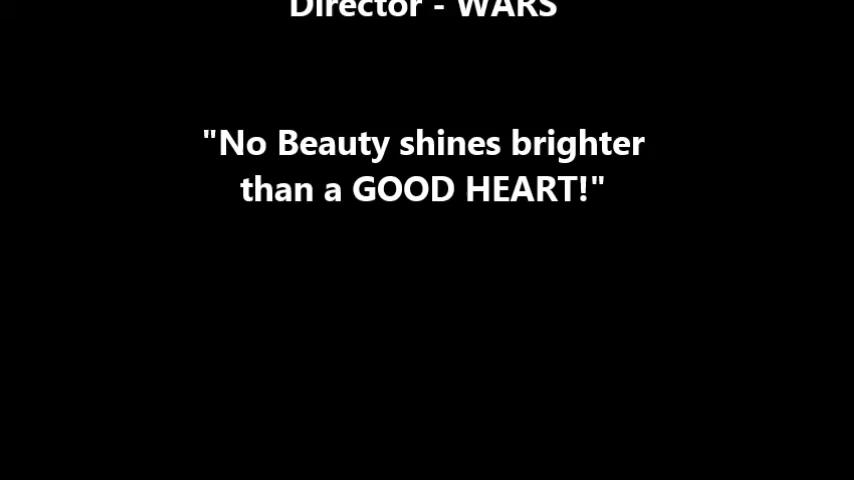 Director - WARS
"No Beauty shines brighter
than a GOOD HEART!"